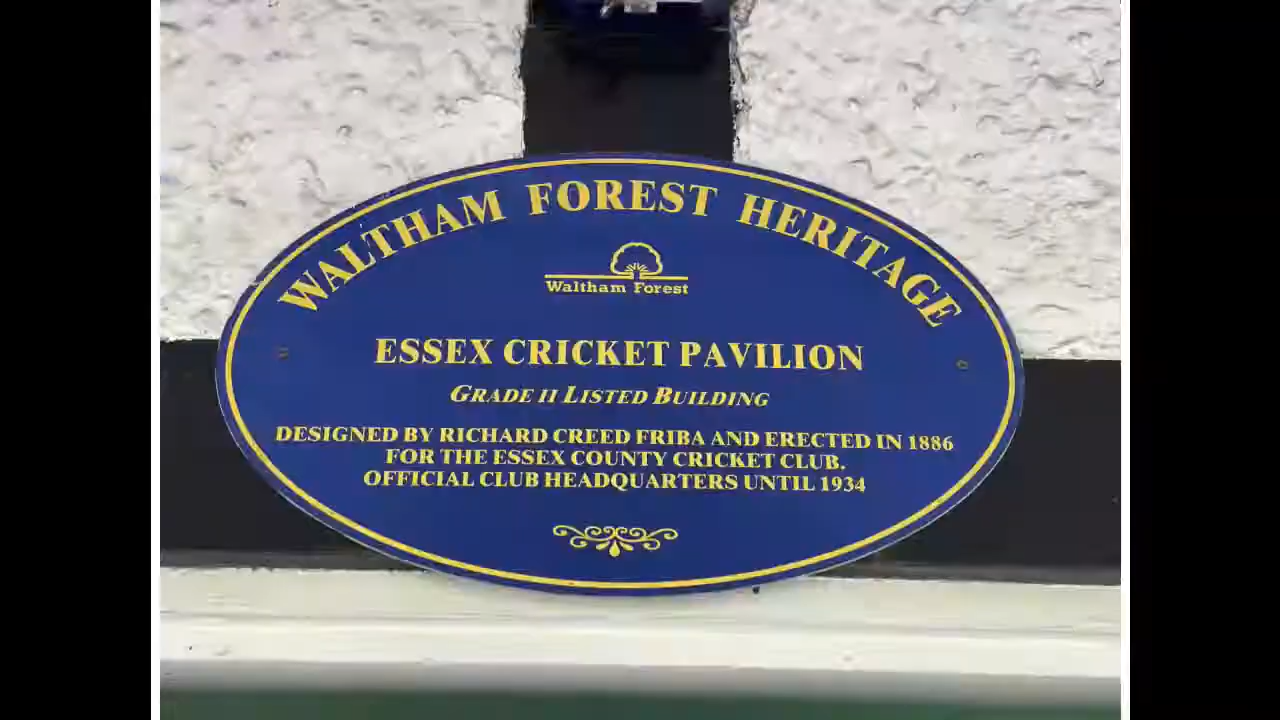 WALTHAM FOREST HERITAGE
Waltham Forest
ESSEX CRICKET PAVILION
GRADE II LISTED BUILDING
DESIGNED BY RICHARD CREED FRIBA AND ERECTED IN 1886
FOR THE ESSEX COUNTY CRICKET CLUB.
OFFICIAL CLUB HEADQUARTERS UNTIL 1934